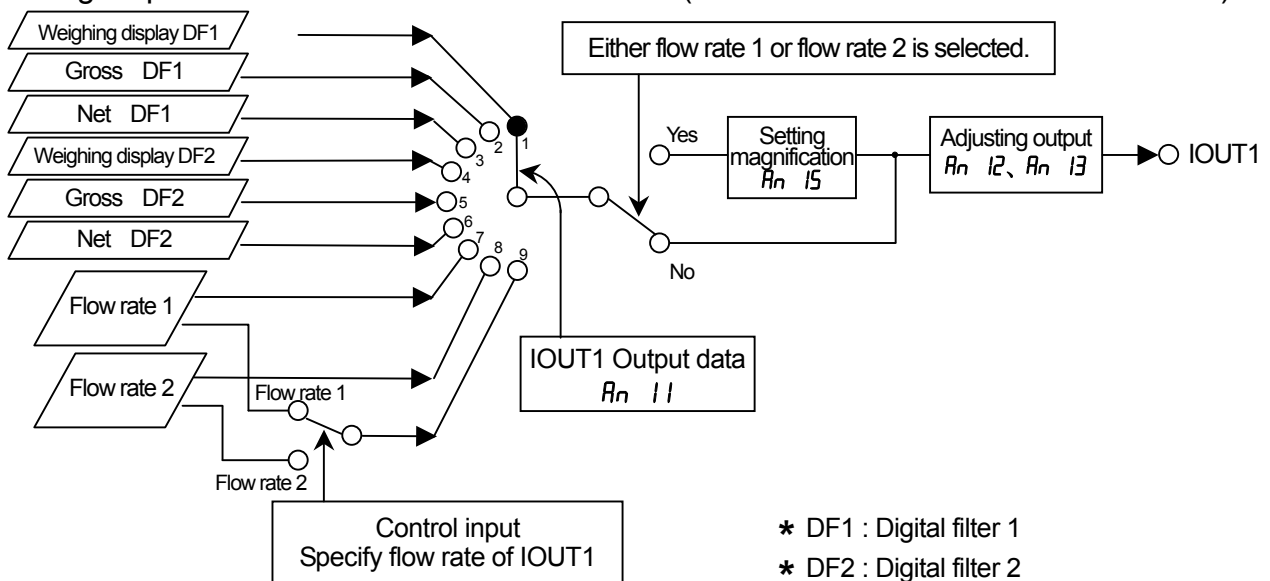 Weighing display DF1
Gross DF1
Net DF1
Weighing display DF2
Gross DF2
Net DF2
Flow rate 1
Flow rate 2
Flow rate 1
Flow rate 2
Control input
Specify flow rate of IOUT1
1
2
3
4
5
6
7
8
9
IOUT1 Output data
An 11
Either flow rate 1 or flow rate 2 is selected.
Yes
No
Setting
magnification
An 15
Adjusting output
An 12、An 13
IOUT1
* DF1 : Digital filter 1
* DF2 : Digital filter 2